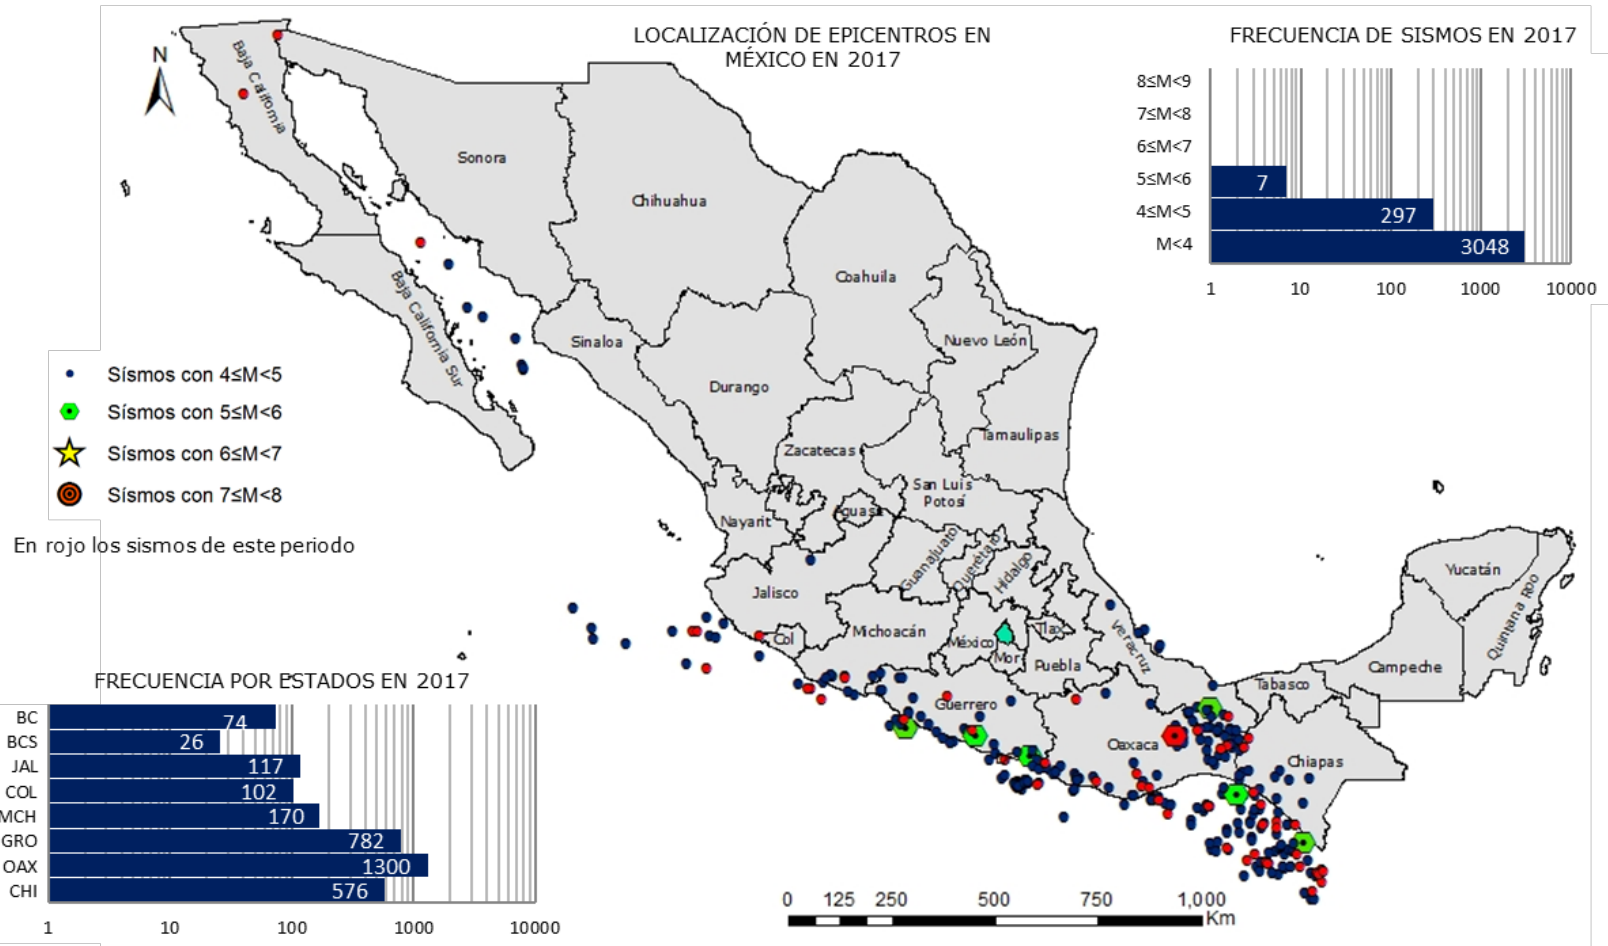 LOCALIZACIÓN DE EPICENTROS EN
MÉXICO EN 2017
FRECUENCIA DE SISMOS EN 2017
8≤M<9
7≤M<8
6≤M<7
5≤M<6
7
4≤M<5
297
M<4
3048
1
10
100
1000
10000
N
Baja California
Sonora
Chihuahua
Coahuila
Baja California Sur
Sinaloa
Nuevo León
Durango
Tamaulipas
Zacatecas
San Luis
Potosí
Nayarit
Aguas
Guanajuato
Querétaro
Hidalgo
Jalisco
Col
Michoacán
México
Tlax
Mor
Puebla
Veracruz
Guerrero
Oaxaca
Tabasco
Chiapas
Campeche
Yucatán
Quintana Roo
Sísmos con 4≤M<5
Sísmos con 5≤M<6
Sísmos con 6≤M<7
Sísmos con 7≤M<8
En rojo los sismos de este periodo
FRECUENCIA POR ESTADOS EN 2017
BC
74
BCS
26
JAL
117
COL
102
MCH
170
GRO
782
OAX
1300
CHI
576
1
10
100
1000
10000
0 125 250 500 750 1,000
Km